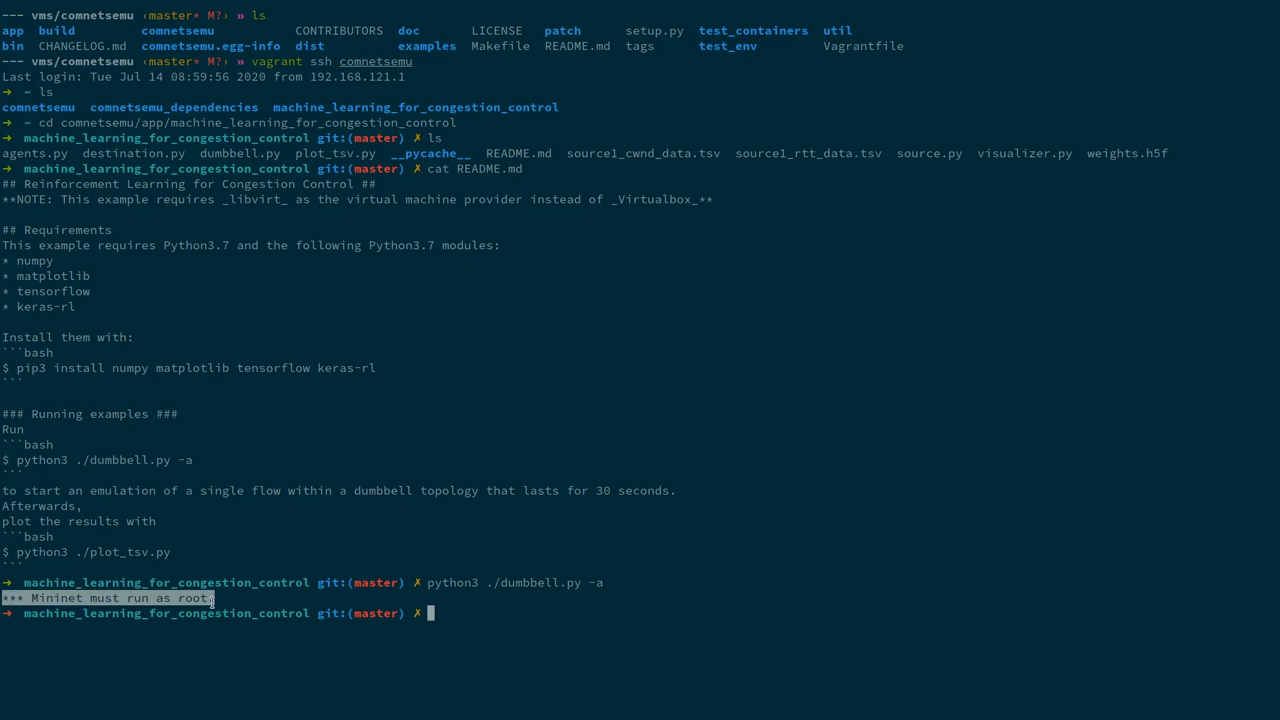 --- vms/comnetsemu ‹master* M?› » ls
app build comnetsemu CONTRIBUTORS doc LICENSE patch setup.py test_containers util
bin CHANGELOG.md comnetsemu.egg-info dist examples Makefile README.md tags test_env Vagrantfile
--- vms/comnetsemu ‹master* M?› » vagrant ssh comnetsemu
Last login: Tue Jul 14 08:59:56 2020 from 192.168.121.1
→ ~ ls
comnetsemu comnetsemu_dependencies machine_learning_for_congestion_control
→ ~ cd comnetsemu/app/machine_learning_for_congestion_control
→ machine_learning_for_congestion_control git:(master) ✗ ls
agents.py destination.py dumbbell.py plot_tsv.py __pycache__ README.md source1_cwnd_data.tsv source1_rtt_data.tsv source.py visualizer.py weights.h5f
→ machine_learning_for_congestion_control git:(master) ✗ cat README.md
## Reinforcement Learning for Congestion Control ##
**NOTE: This example requires _libvirt_ as the virtual machine provider instead of _Virtualbox_**
## Requirements
This example requires Python3.7 and the following Python3.7 modules:
* numpy
* matplotlib
* tensorflow
* keras-rl
Install them with:
```bash
$ pip3 install numpy matplotlib tensorflow keras-rl
```
### Running examples ###
Run
```bash
$ python3 ./dumbbell.py -a
```
to start an emulation of a single flow within a dumbbell topology that lasts for 30 seconds.
Afterwards,
plot the results with
```bash
$ python3 ./plot_tsv.py
```
→ machine_learning_for_congestion_control git:(master) ✗ python3 ./dumbbell.py -a
*** Mininet must run as root.
→ machine_learning_for_congestion_control git:(master) ✗